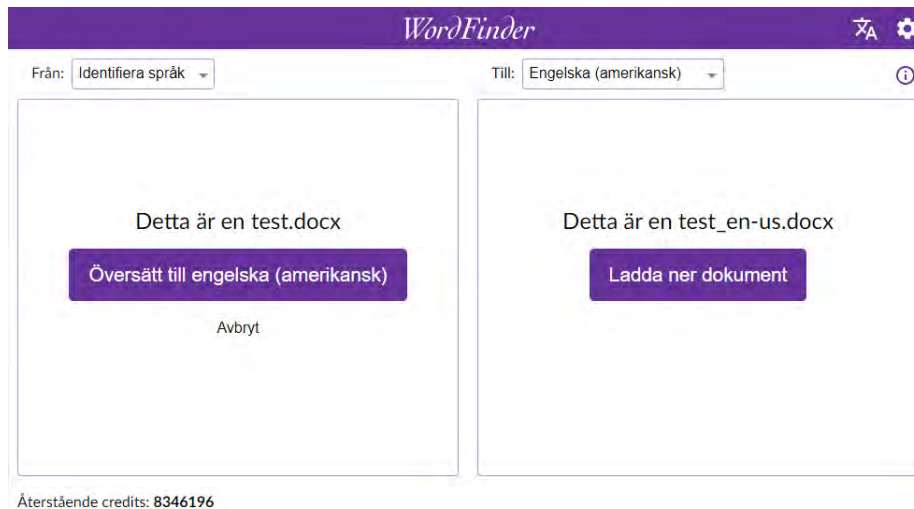 WordFinder
Från: Identifiera språk
Till: Engelska (amerikansk)
Detta är en test.docx
Översätt till engelska (amerikansk)
Avbryt
Detta är en test_en-us.docx
Ladda ner dokument
Återstående credits: 8346196